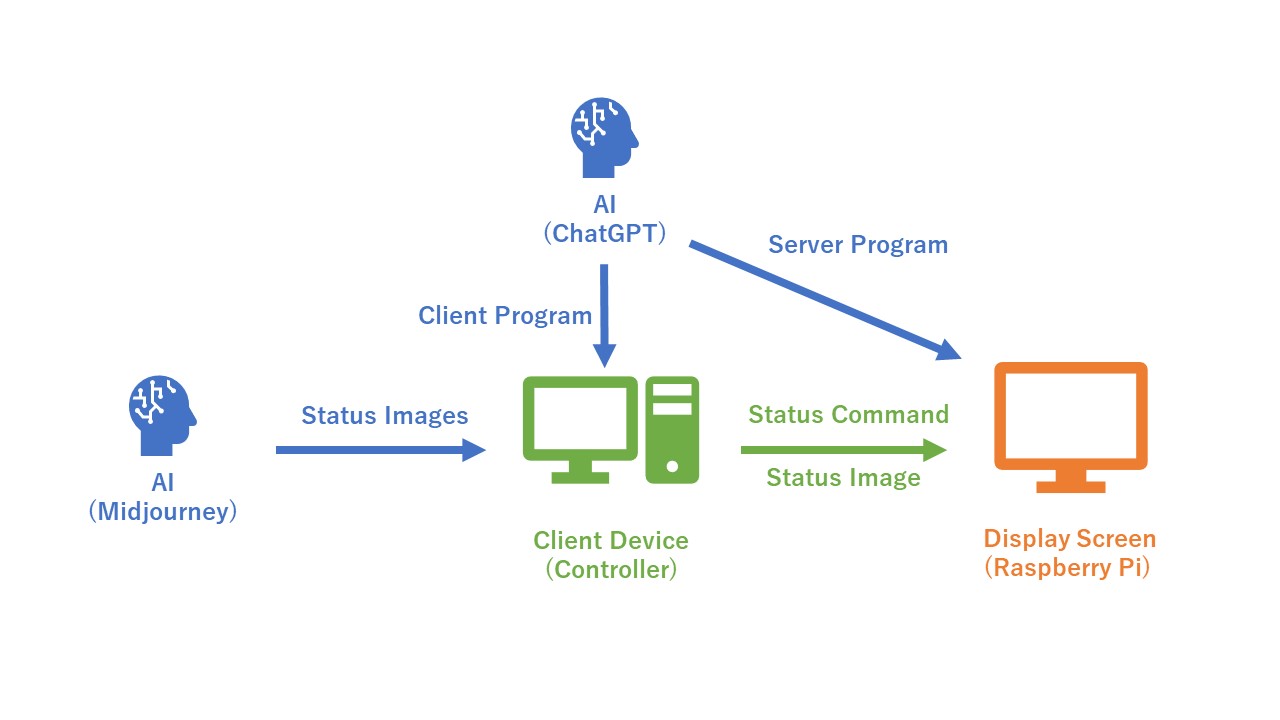 AI
(ChatGPT)
Server Program
Client Program
Status Images
Status Command
Status Image
AI
(Midjourney)
Client Device
(Controller)
Display Screen
(Raspberry Pi)